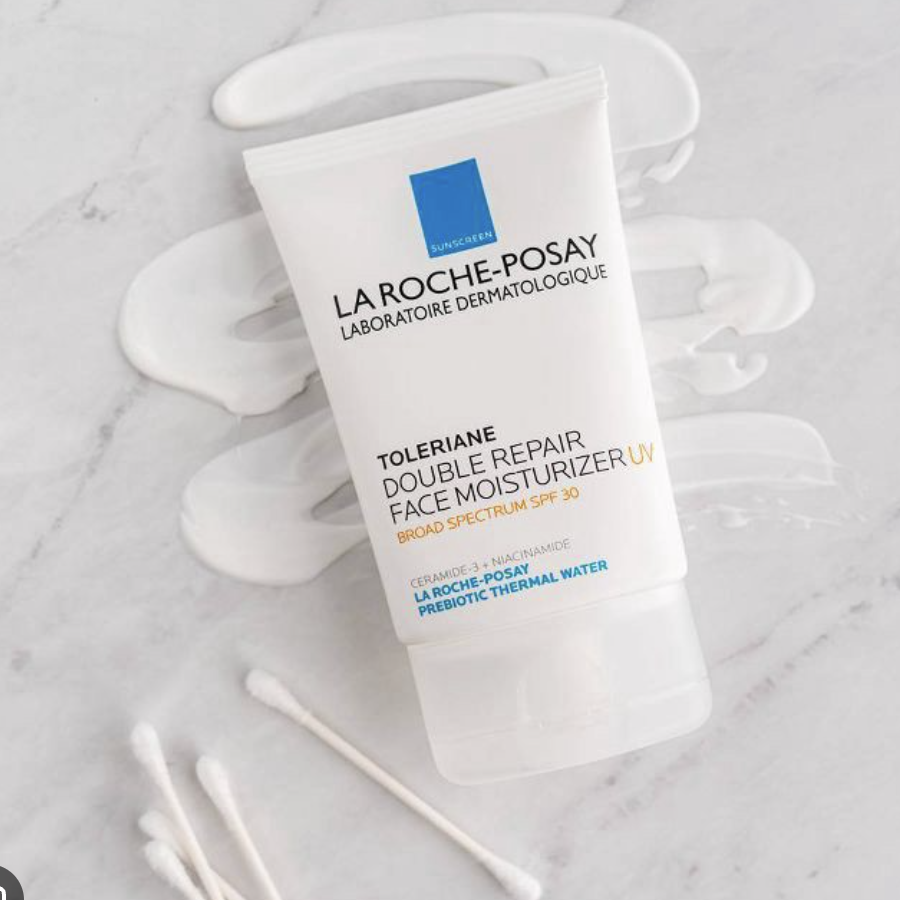 SUNSCREEN
LA ROCHE-POSAY
LABORATOIRE DERMATOLOGIQUE
TOLERIANE
DOUBLE REPAIR
FACE MOISTURIZER UV
BROAD SPECTRUM SPF 30
CERAMIDE-3 + NIACINAMIDE
LA ROCHE-POSAY
PREBIOTIC THERMAL WATER